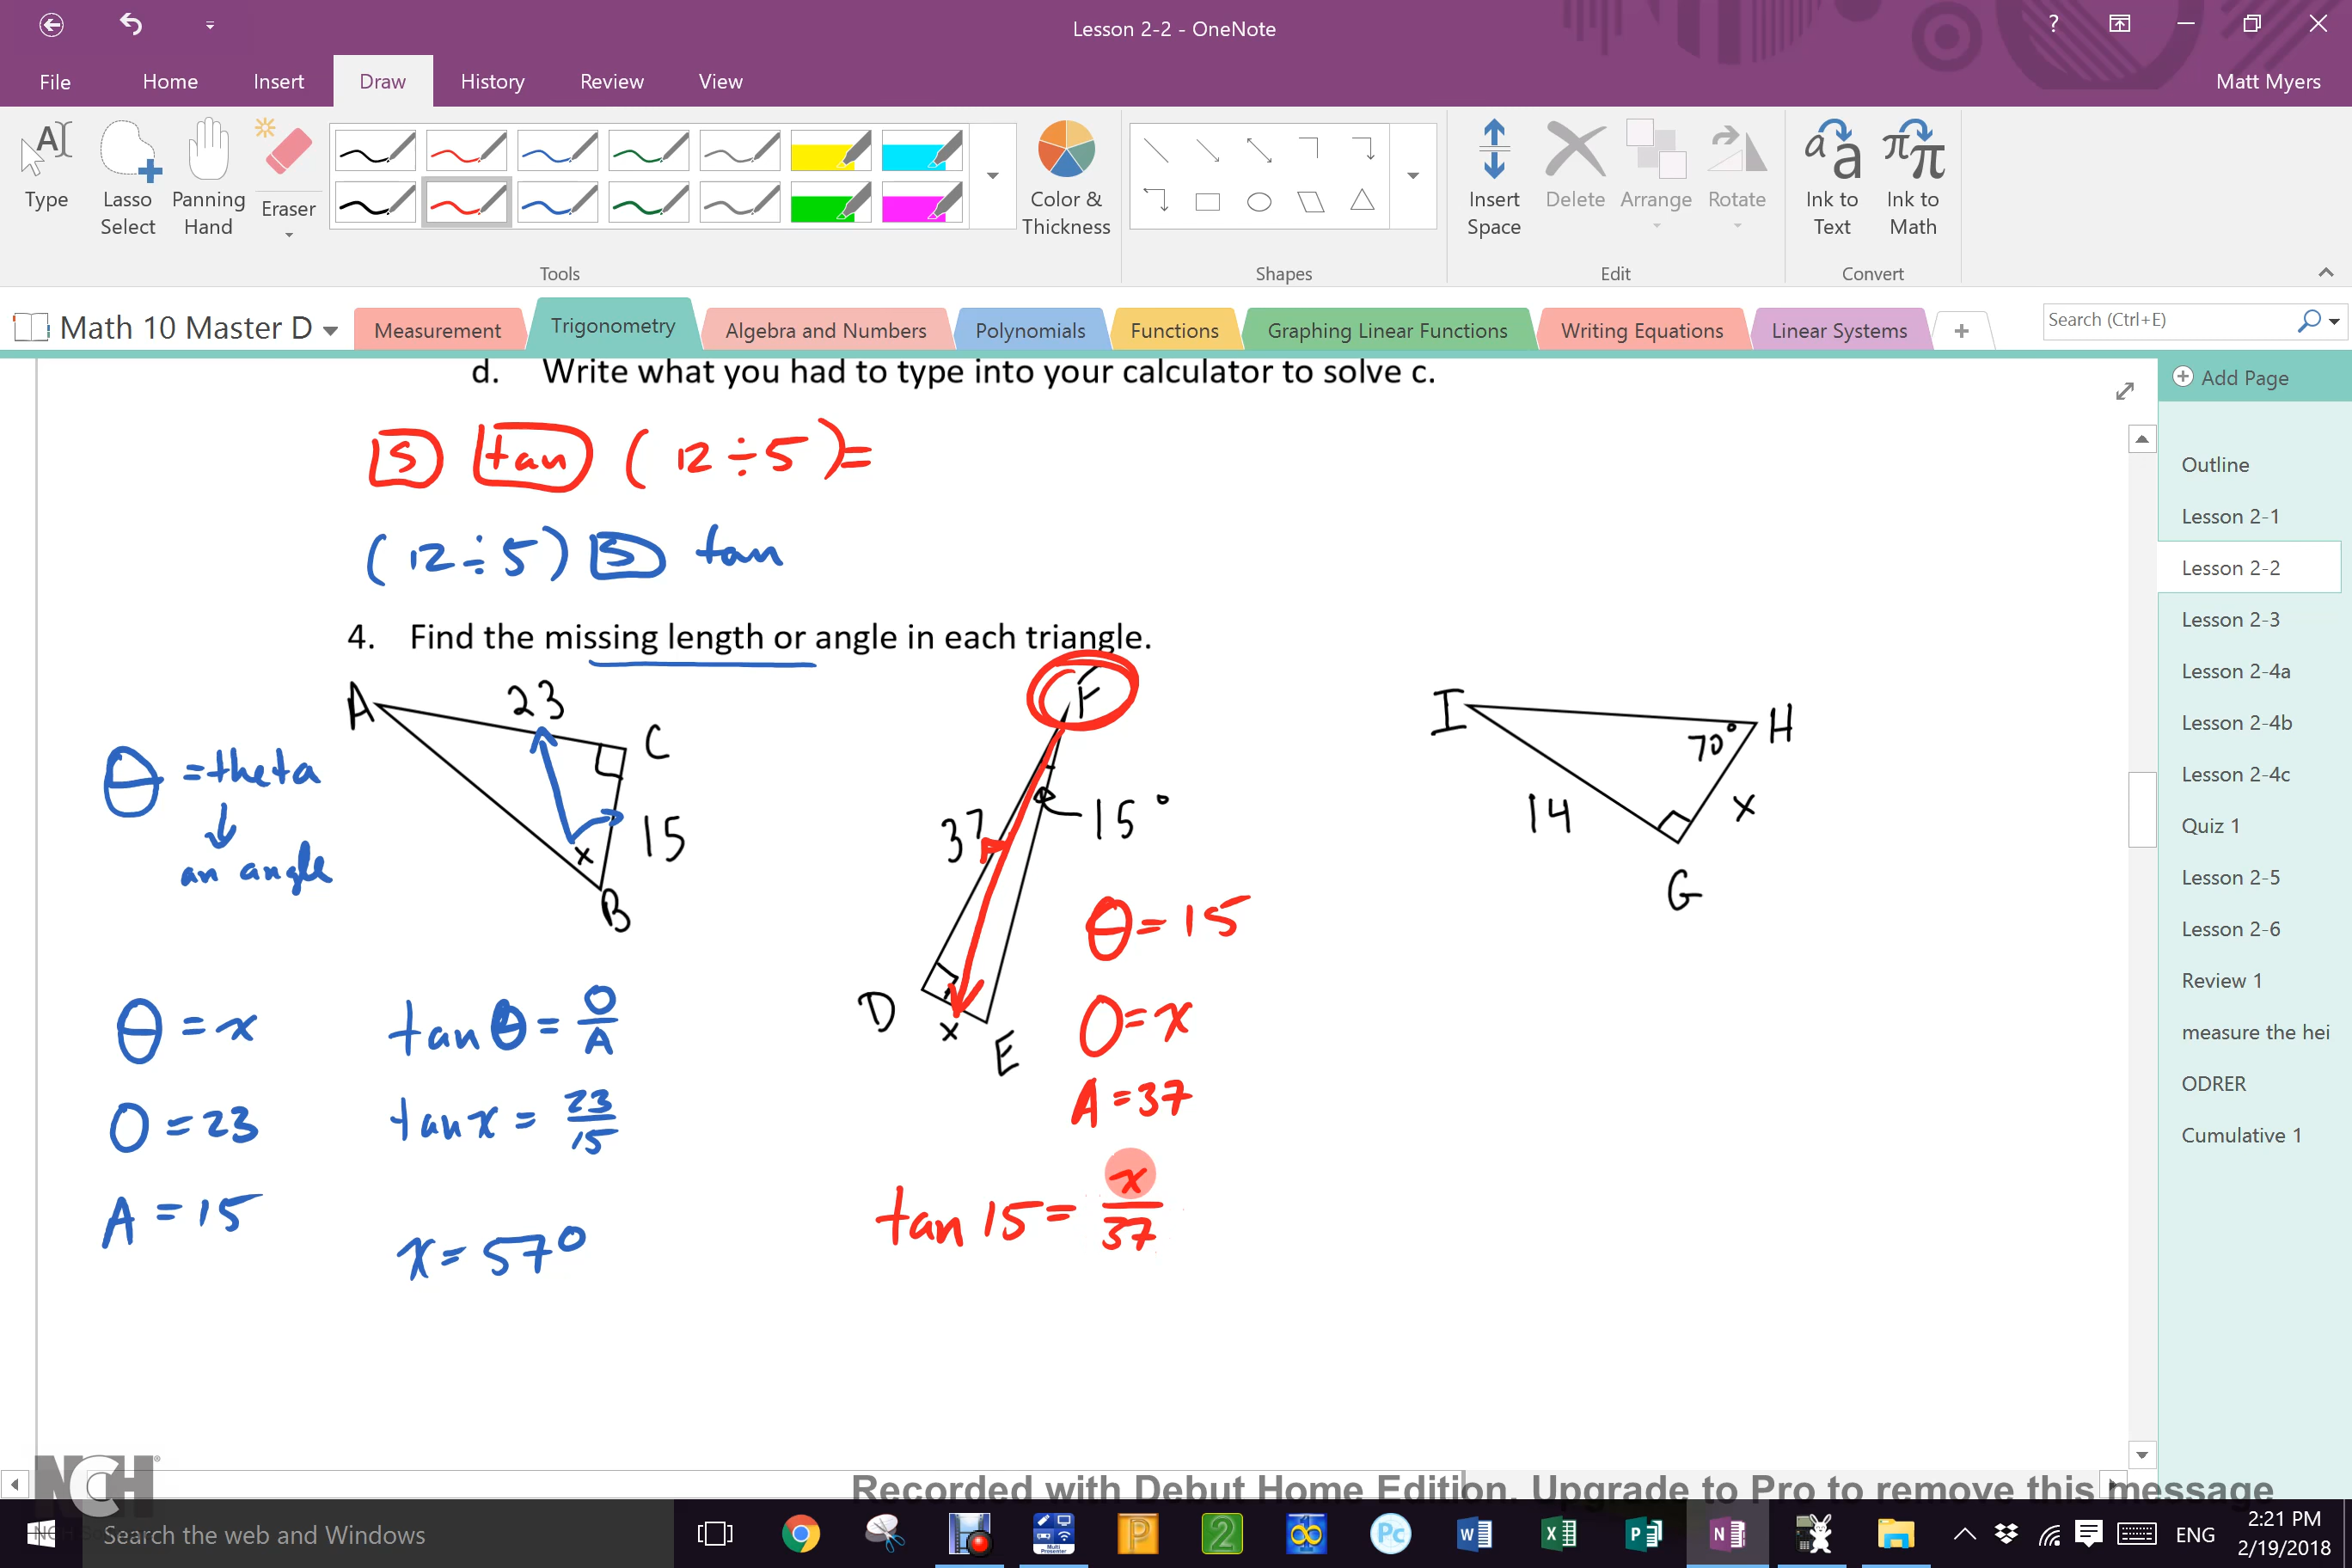 Lesson 2-2 - OneNote
File Home Insert Draw History Review View Matt Myers
Type
Lasso Select
Panning Hand
Eraser
Color & Thickness
Insert Space
Delete
Arrange
Rotate
Ink to Text
Ink to Math
Tools Shapes Edit Convert
Math 10 Master D Measurement Trigonometry Algebra and Numbers Polynomials Functions Graphing Linear Functions Writing Equations Linear Systems Search (Ctrl+E)
Add Page
Outline
Lesson 2-1
Lesson 2-2
Lesson 2-3
Lesson 2-4a
Lesson 2-4b
Lesson 2-4c
Quiz 1
Lesson 2-5
Lesson 2-6
Review 1
measure the hei
ODRER
Cumulative 1
d. Write what you had to type into your calculator to solve c.
S tan (12 ÷ 5) =
(12 ÷ 5) S tan
4. Find the missing length or angle in each triangle.
A 23 C 15 x B
θ = theta
↓
an angle
θ = x
O = 23
A = 15
tan θ = O/A
tan x = 23/15
x = 57°
F 37 15° D x E
θ = 15
O = x
A = 37
tan 15 = x/37
I 70° H 14 x G
NCH
Recorded with Debut Home Edition. Upgrade to Pro to remove this message
Search the web and Windows
ENG
2:21 PM
2/19/2018